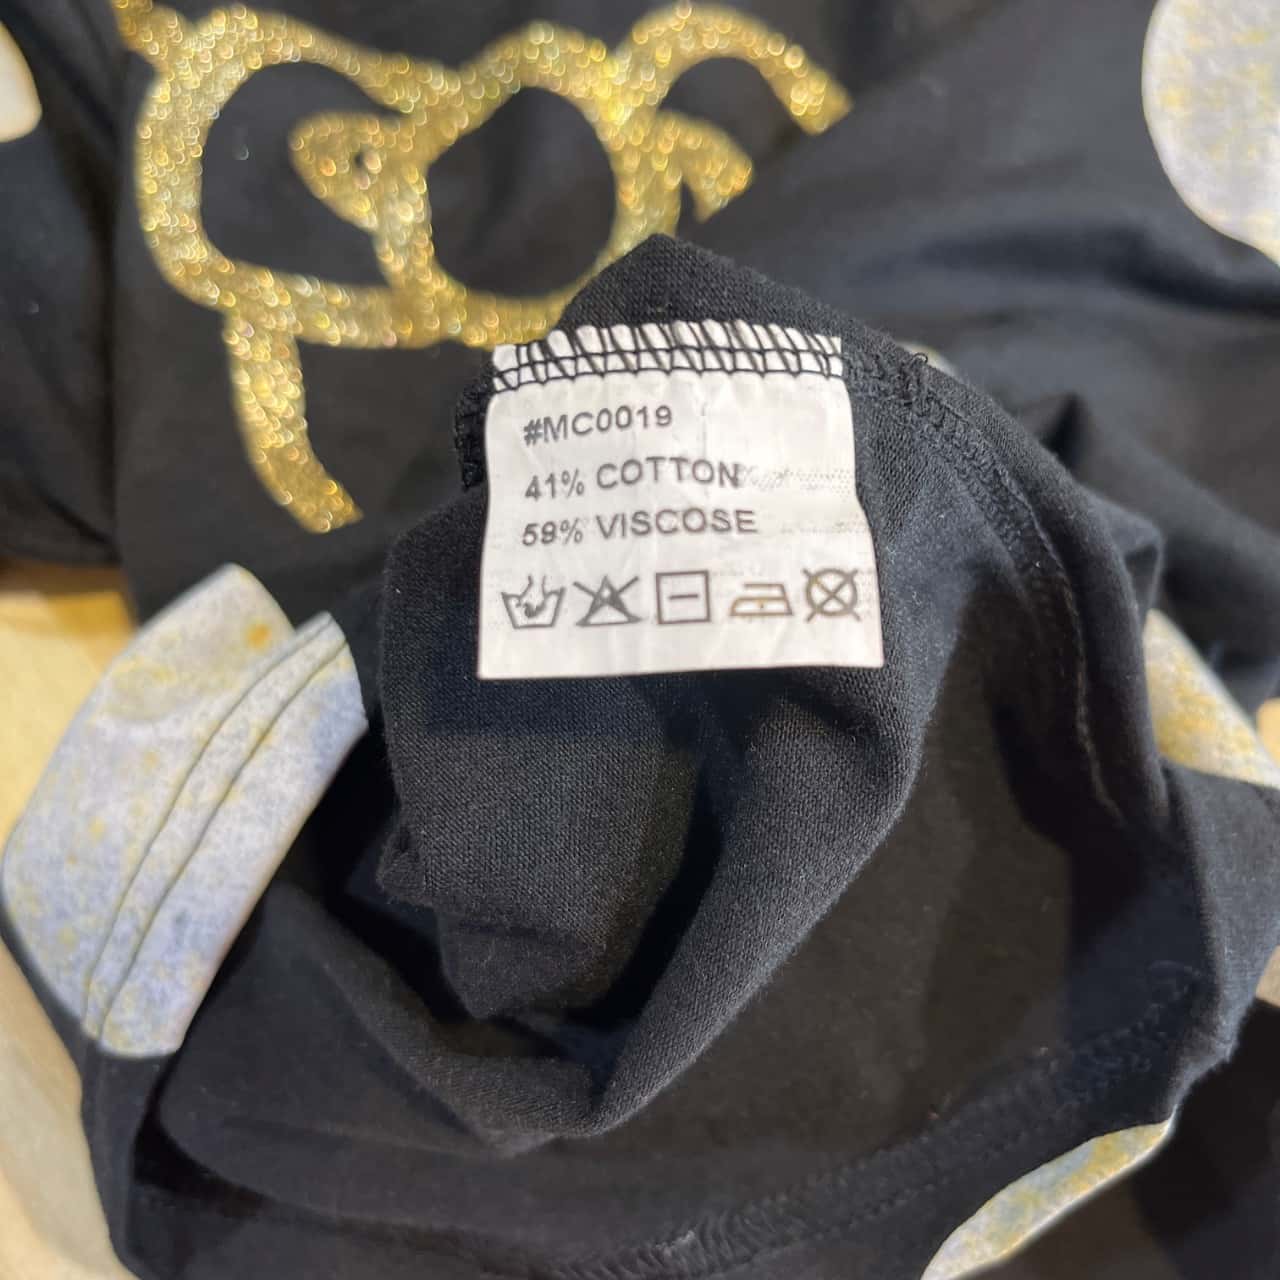 #MC0019
41% COTTON
59% VISCOSE